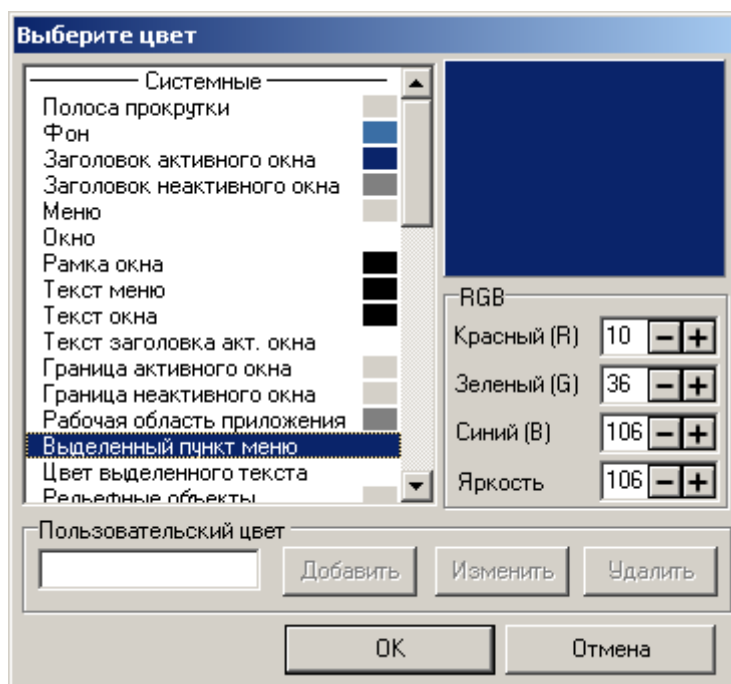 Выберите цвет
Системные
Полоса прокрутки
Фон
Заголовок активного окна
Заголовок неактивного окна
Меню
Окно
Рамка окна
Текст меню
Текст окна
Текст заголовка акт. окна
Граница активного окна
Граница неактивного окна
Рабочая область приложения
Выделенный пункт меню
Цвет выделенного текста
Рельефные объекты
RGB
Красный (R) 10
Зеленый (G) 36
Синий (B) 106
Яркость 106
Пользовательский цвет
Добавить Изменить Удалить
OK Отмена